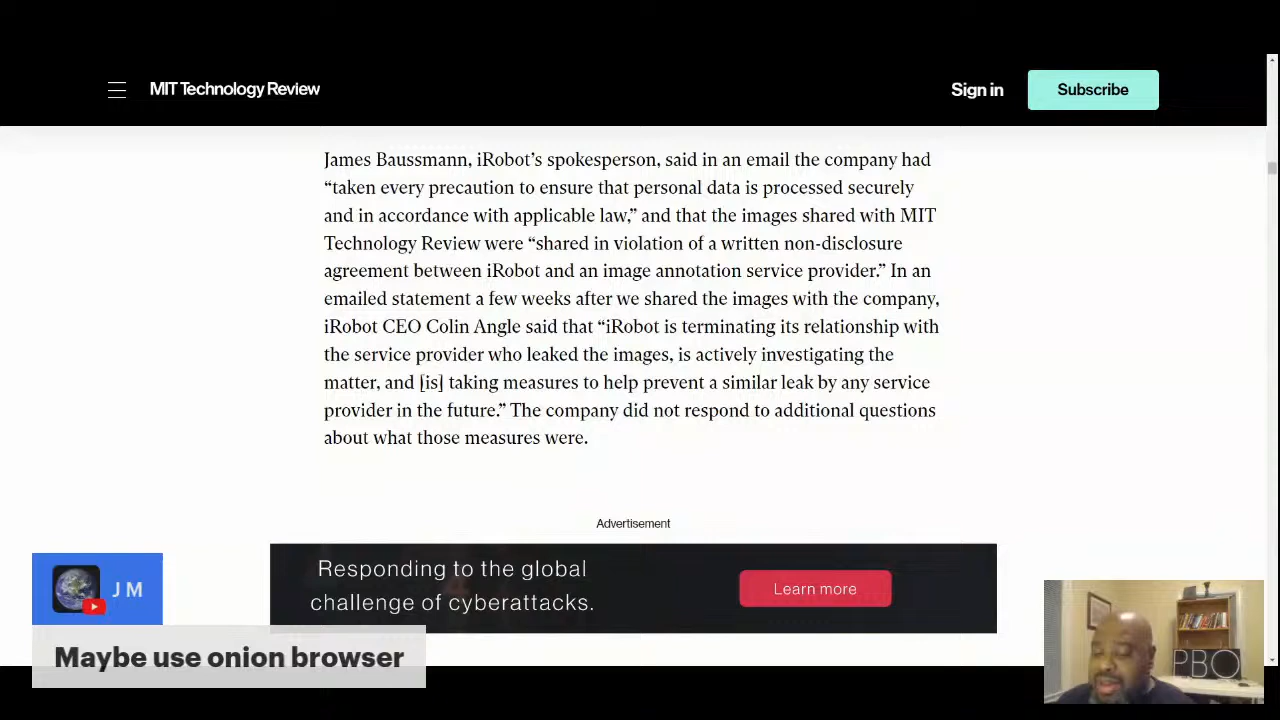 MIT Technology Review
Sign in
Subscribe
James Baussmann, iRobot’s spokesperson, said in an email the company had
“taken every precaution to ensure that personal data is processed securely
and in accordance with applicable law,” and that the images shared with MIT
Technology Review were “shared in violation of a written non-disclosure
agreement between iRobot and an image annotation service provider.” In an
emailed statement a few weeks after we shared the images with the company,
iRobot CEO Colin Angle said that “iRobot is terminating its relationship with
the service provider who leaked the images, is actively investigating the
matter, and [is] taking measures to help prevent a similar leak by any service
provider in the future.” The company did not respond to additional questions
about what those measures were.
Advertisement
Responding to the global
challenge of cyberattacks.
Learn more
J M
Maybe use onion browser
PBO